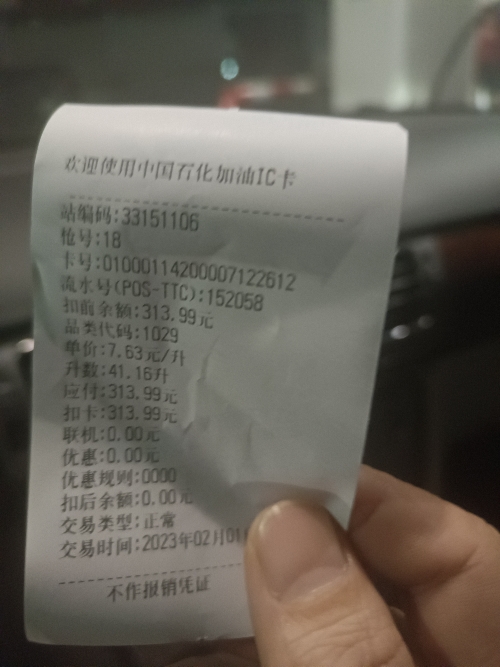 欢迎使用中国石化加油IC卡
站编码:33151106
枪号:18
卡号:01000114200007122612
流水号(POS-TTC):152058
扣前余额:313.99元
品类代码:1029
单价:7.63元/升
升数:41.16升
应付:313.99元
扣卡:313.99元
联机:0.00元
优惠:0.00元
优惠规则:0000
扣后余额:0.00元
交易类型:正常
交易时间:2023年02月01
不作报销凭证